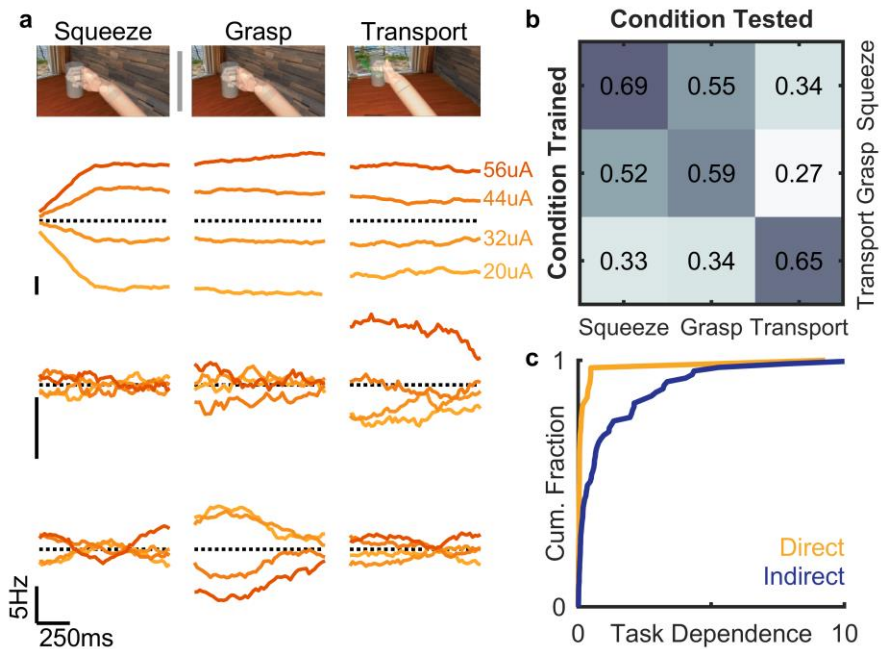 a
Squeeze
Grasp
Transport
56uA
44uA
32uA
20uA
5Hz
250ms
b
Condition Tested
Condition Trained
0.69
0.55
0.34
0.52
0.59
0.27
0.33
0.34
0.65
Squeeze
Grasp
Transport
Squeeze
Grasp
Transport
c
1
Cum. Fraction
Direct
Indirect
0
0
Task Dependence
10